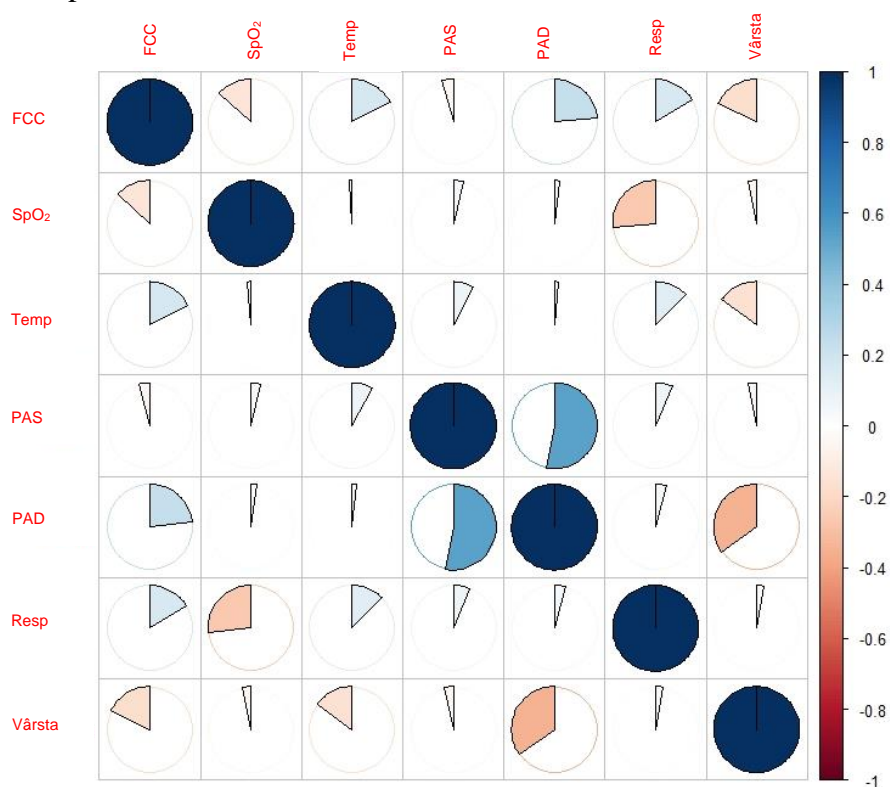 FCC SpO₂ Temp PAS PAD Resp Vârsta
FCC
SpO₂
Temp
PAS
PAD
Resp
Vârsta
1
0.8
0.6
0.4
0.2
0
-0.2
-0.4
-0.6
-0.8
-1